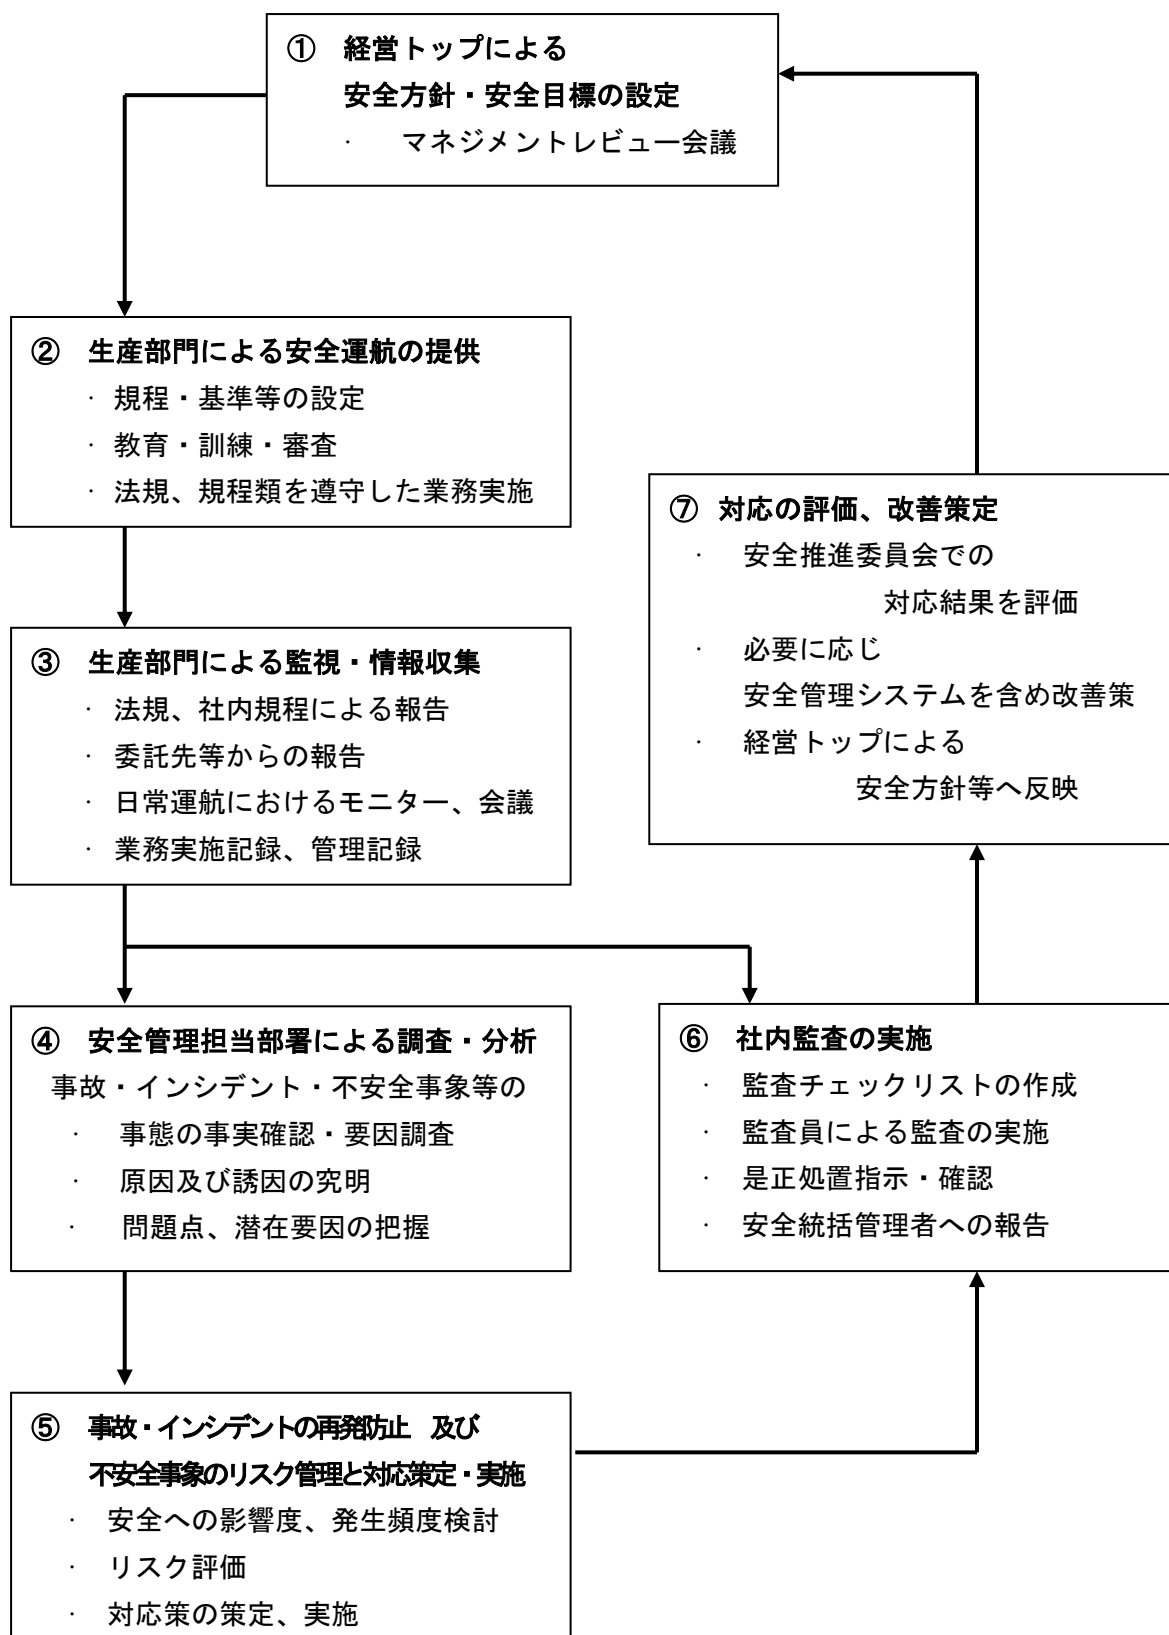 ① 経営トップによる
安全方針・安全目標の設定
・ マネジメントレビュー会議
② 生産部門による安全運航の提供
・ 規程・基準等の設定
・ 教育・訓練・審査
・ 法規、規程類を遵守した業務実施
③ 生産部門による監視・情報収集
・ 法規、社内規程による報告
・ 委託先等からの報告
・ 日常運航におけるモニター、会議
・ 業務実施記録、管理記録
④ 安全管理担当部署による調査・分析
事故・インシデント・不安全事象等の
・ 事態の事実確認・要因調査
・ 原因及び誘因の究明
・ 問題点、潜在要因の把握
⑤ 事故・インシデントの再発防止 及び
不安全事象のリスク管理と対応策定・実施
・ 安全への影響度、発生頻度検討
・ リスク評価
・ 対応策の策定、実施
⑥ 社内監査の実施
・ 監査チェックリストの作成
・ 監査員による監査の実施
・ 是正処置指示・確認
・ 安全統括管理者への報告
⑦ 対応の評価、改善策定
・ 安全推進委員会での
対応結果を評価
・ 必要に応じ
安全管理システムを含め改善策
・ 経営トップによる
安全方針等へ反映